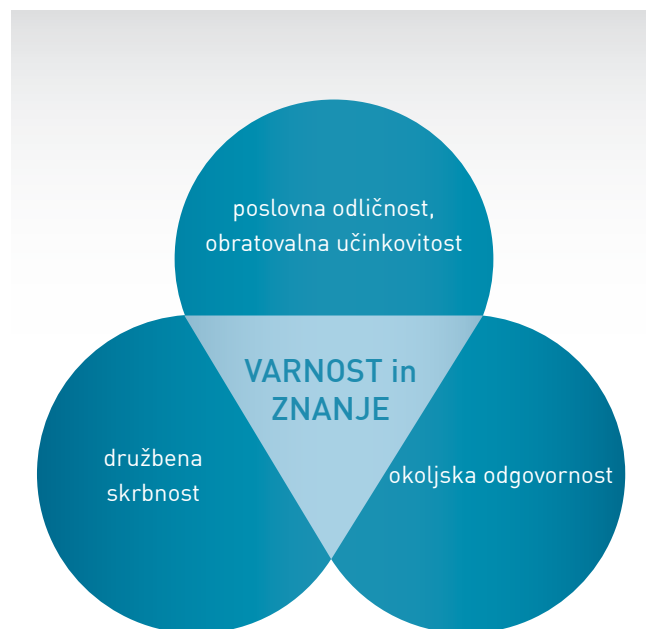 poslovna odličnost,
obratovalna učinkovitost
VARNOST in
ZNANJE
družbena
skrbnost
okoljska odgovornost